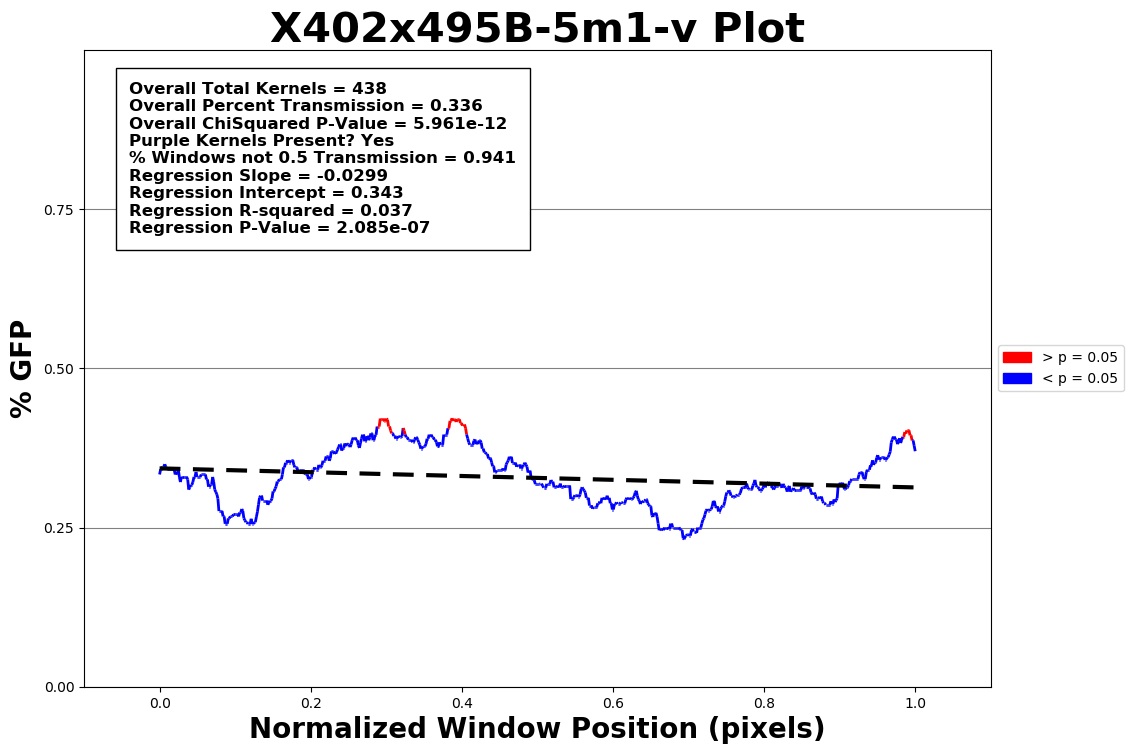 X402x495B-5m1-v Plot
Overall Total Kernels = 438
Overall Percent Transmission = 0.336
Overall ChiSquared P-Value = 5.961e-12
Purple Kernels Present? Yes
% Windows not 0.5 Transmission = 0.941
Regression Slope = -0.0299
Regression Intercept = 0.343
Regression R-squared = 0.037
Regression P-Value = 2.085e-07
% GFP
0.75
0.50
0.25
0.00
> p = 0.05
< p = 0.05
0.0 0.2 0.4 0.6 0.8 1.0
Normalized Window Position (pixels)